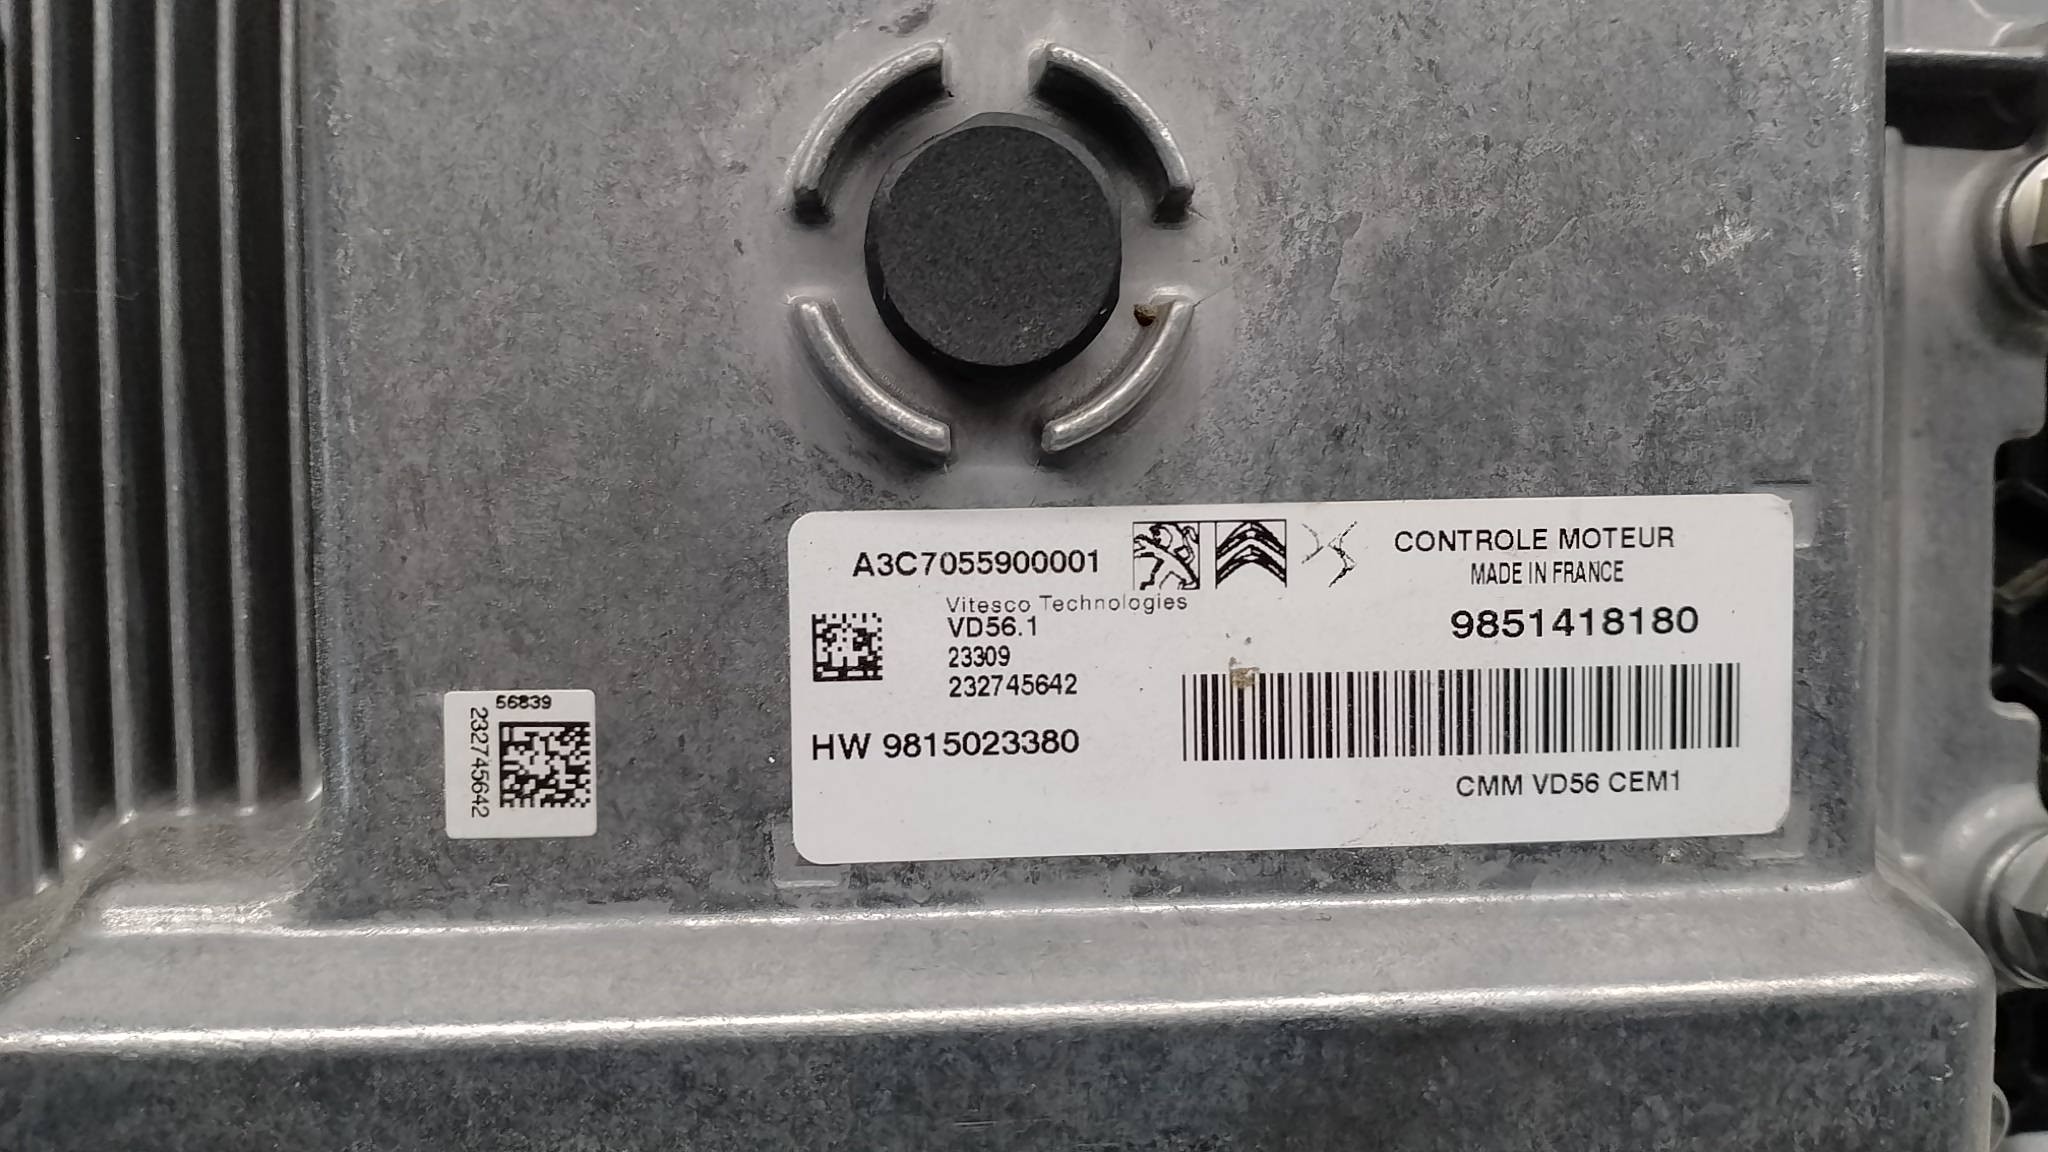 A3C7055900001
CONTROLE MOTEUR
MADE IN FRANCE
Vitesco Technologies
VD56.1
23309
232745642
9851418180
HW 9815023380
CMM VD56 CEM1
56839
232745642